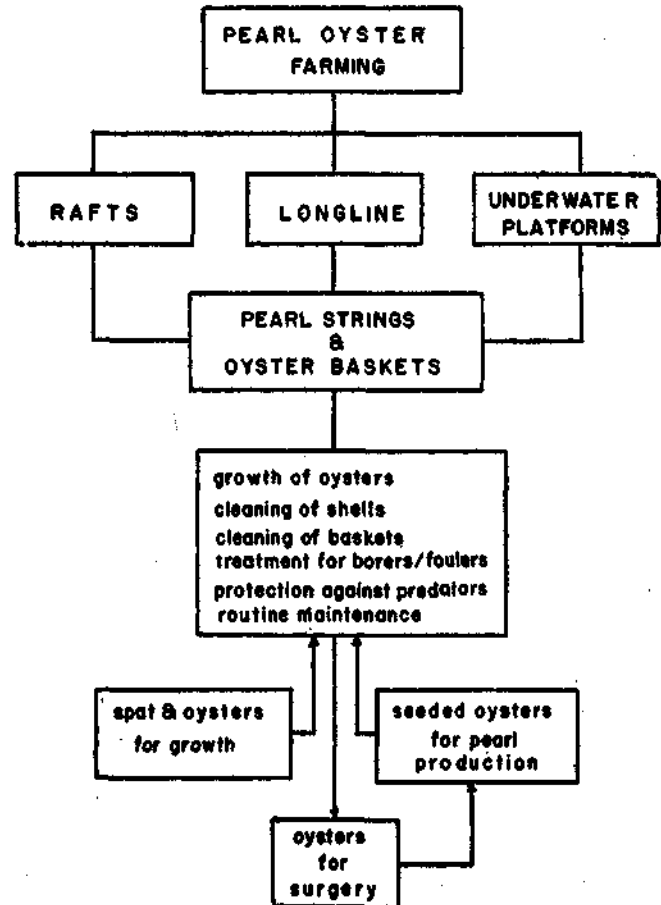 PEARL OYSTER
FARMING
RAFTS
LONGLINE
UNDERWATER
PLATFORMS
PEARL STRINGS
&
OYSTER BASKETS
growth of oysters
cleaning of shells
cleaning of baskets
treatment for borers/foulers
protection against predators
routine maintenance
spat & oysters
for growth
seeded oysters
for pearl
production
oysters
for
surgery